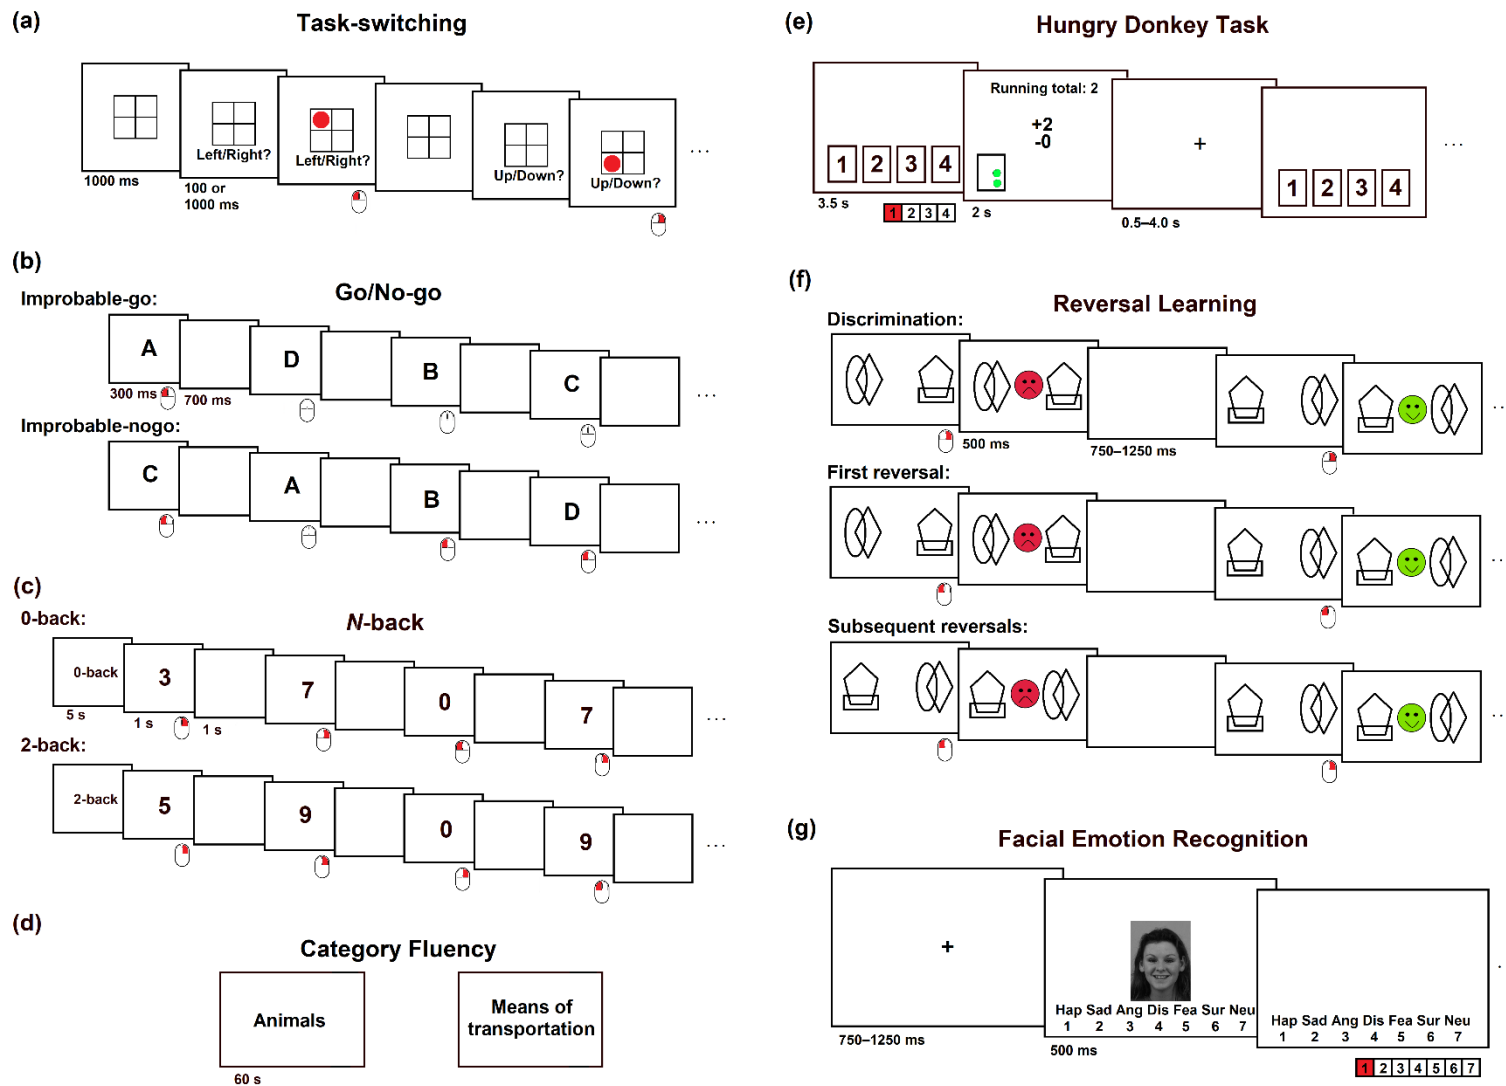 (a)
Task-switching
Left/Right?
Left/Right?
Up/Down?
Up/Down?
...
1000 ms
100 or
1000 ms
(b)
Go/No-go
Improbable-go:
A
D
B
C
...
300 ms
700 ms
Improbable-nogo:
C
A
B
D
...
(c)
N-back
0-back:
0-back
3
7
0
7
...
5 s
1 s
1 s
2-back:
2-back
5
9
0
9
...
(d)
Category Fluency
Animals
Means of
transportation
60 s
(e)
Hungry Donkey Task
1 2 3 4
Running total: 2
+2
-0
+
1 2 3 4
...
3.5 s
1 2 3 4
2 s
0.5–4.0 s
(f)
Reversal Learning
Discrimination:
500 ms
750–1250 ms
...
First reversal:
...
Subsequent reversals:
...
(g)
Facial Emotion Recognition
+
Hap Sad Ang Dis Fea Sur Neu
1 2 3 4 5 6 7
Hap Sad Ang Dis Fea Sur Neu
1 2 3 4 5 6 7
750–1250 ms
500 ms
1 2 3 4 5 6 7